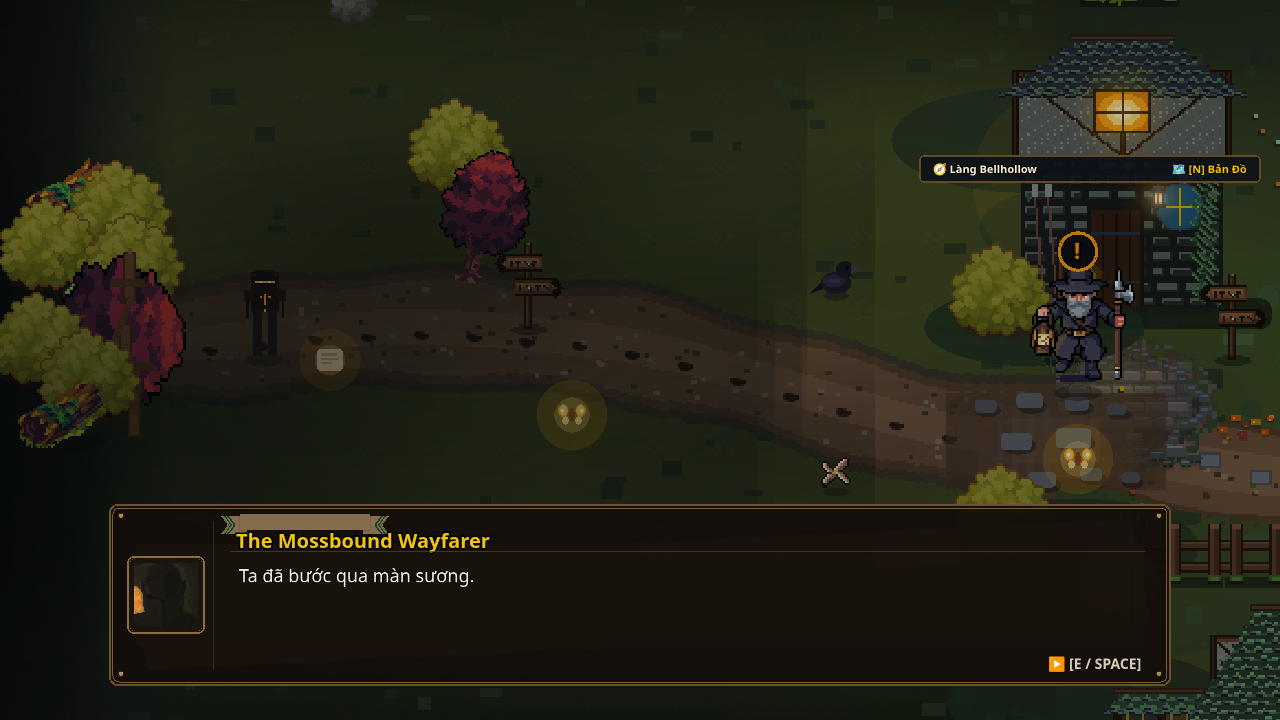 🧭 Làng Bellhollow 🗺️ [N] Bản Đồ
!
The Mossbound Wayfarer
Ta đã bước qua màn sương.
▶️ [E / SPACE]